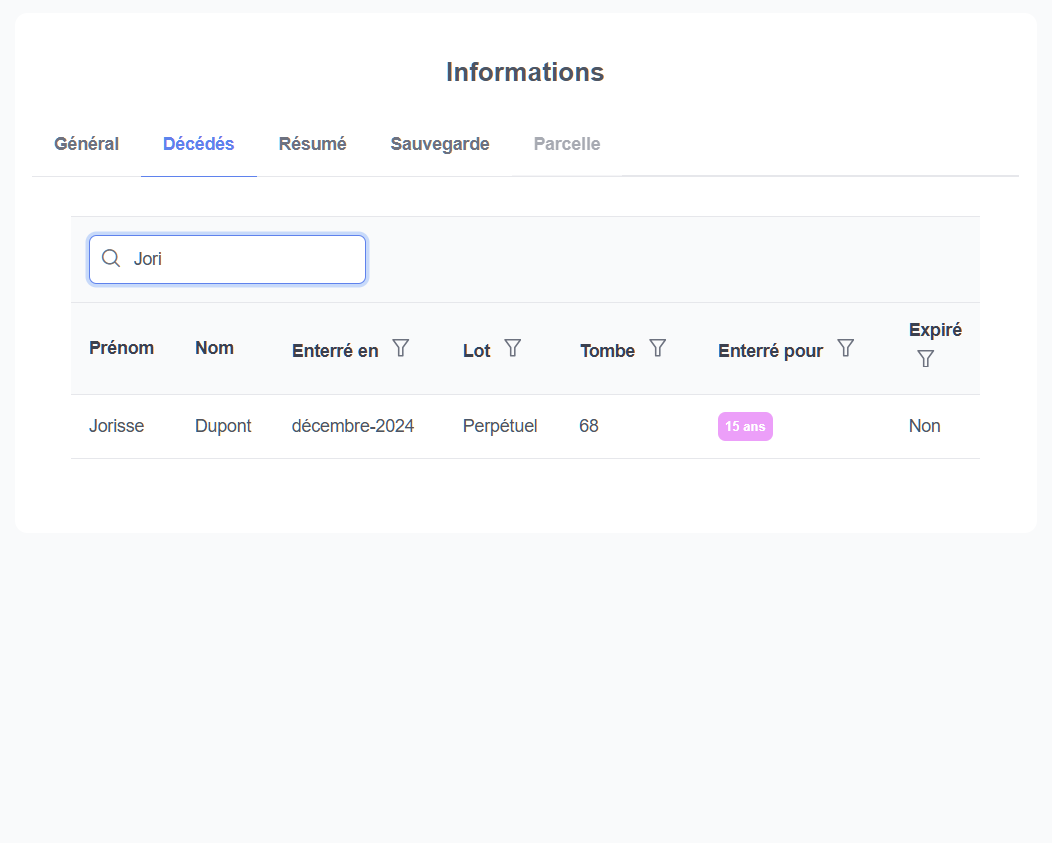 Informations
Général Décédés Résumé Sauvegarde Parcelle
Jori
Prénom Nom Enterré en Lot Tombe Enterré pour Expiré
Jorisse Dupont décembre-2024 Perpétuel 68 15 ans Non